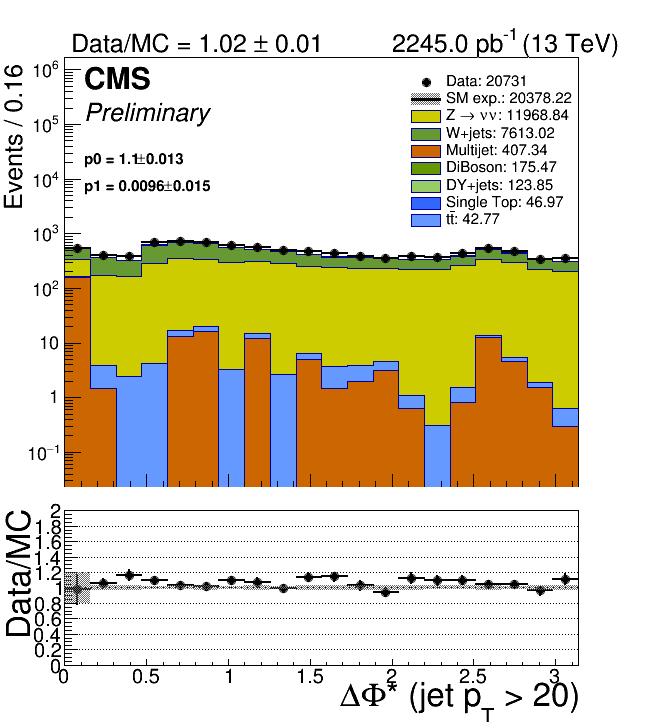 Data/MC = 1.02 ± 0.01 2245.0 pb⁻¹ (13 TeV)
Events / 0.16
10⁶
10⁵
10⁴
10³
10²
10
1
10⁻¹
CMS
Preliminary
p0 = 1.1±0.013
p1 = 0.0096±0.015
Data: 20731
SM exp.: 20378.22
Z → νν: 11968.84
W+jets: 7613.02
Multijet: 407.34
DiBoson: 175.47
DY+jets: 123.85
Single Top: 46.97
tt̄: 42.77
Data/MC
2
1.8
1.6
1.4
1.2
1
0.8
0.6
0.4
0.2
0
0 0.5 1 1.5 2 2.5 3
ΔΦ* (jet p_T > 20)